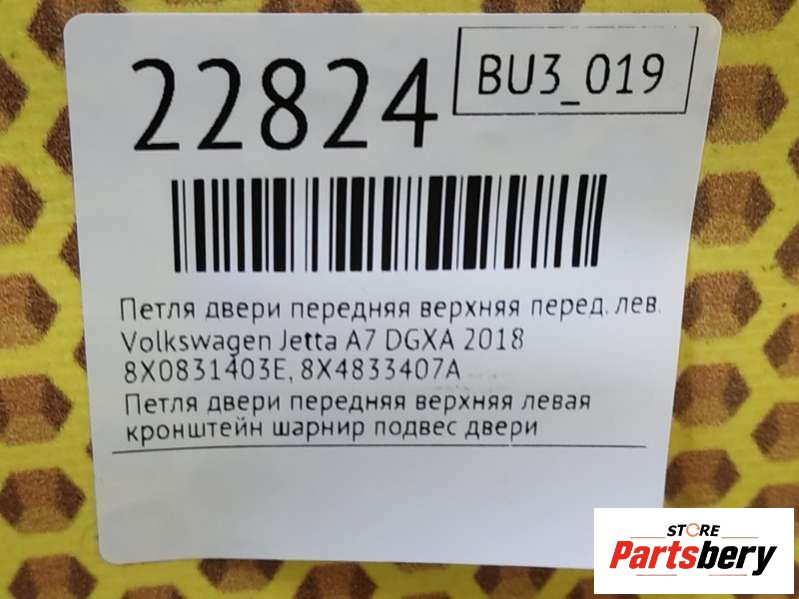 22824
BU3_019
Петля двери передняя верхняя перед. лев.
Volkswagen Jetta A7 DGXA 2018
8X0831403E, 8X4833407A
Петля двери передняя верхняя левая
кронштейн шарнир подвес двери
STORE
Partsbery